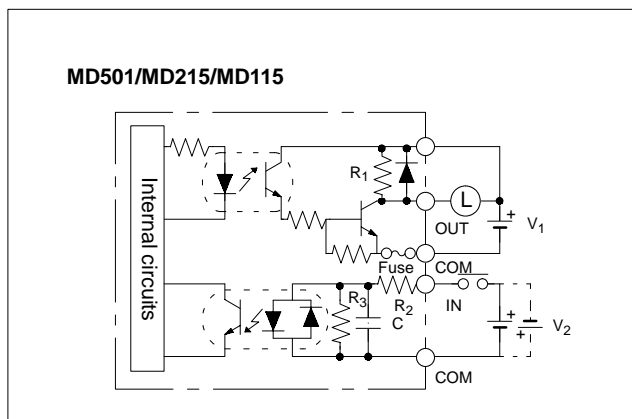 MD501/MD215/MD115
Internal circuits
R1
L
OUT
+
V1
Fuse
COM
R3
R2
IN
C
+
+
V2
COM